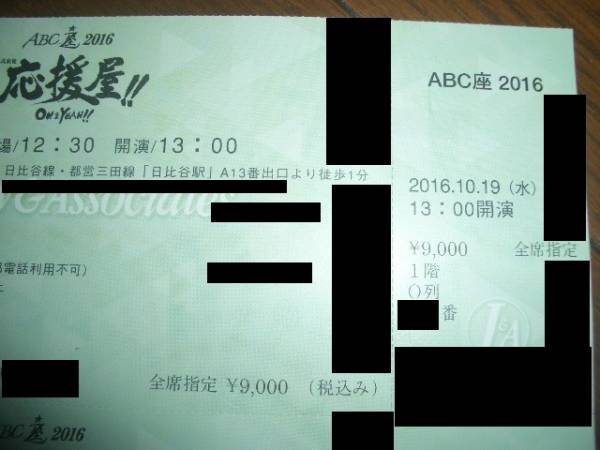 ABC座 2016
応援屋!!
OH & YEAH!!
場/12:30 開演/13:00
日比谷線・都営三田線「日比谷駅」A13番出口より徒歩1分
Associates
部電話利用不可)
全席指定 ¥9,000 (税込み)
ABC座 2016
ABC座 2016
2016.10.19 (水)
13:00開演
¥9,000 全席指定
1階
O列
番
J&A